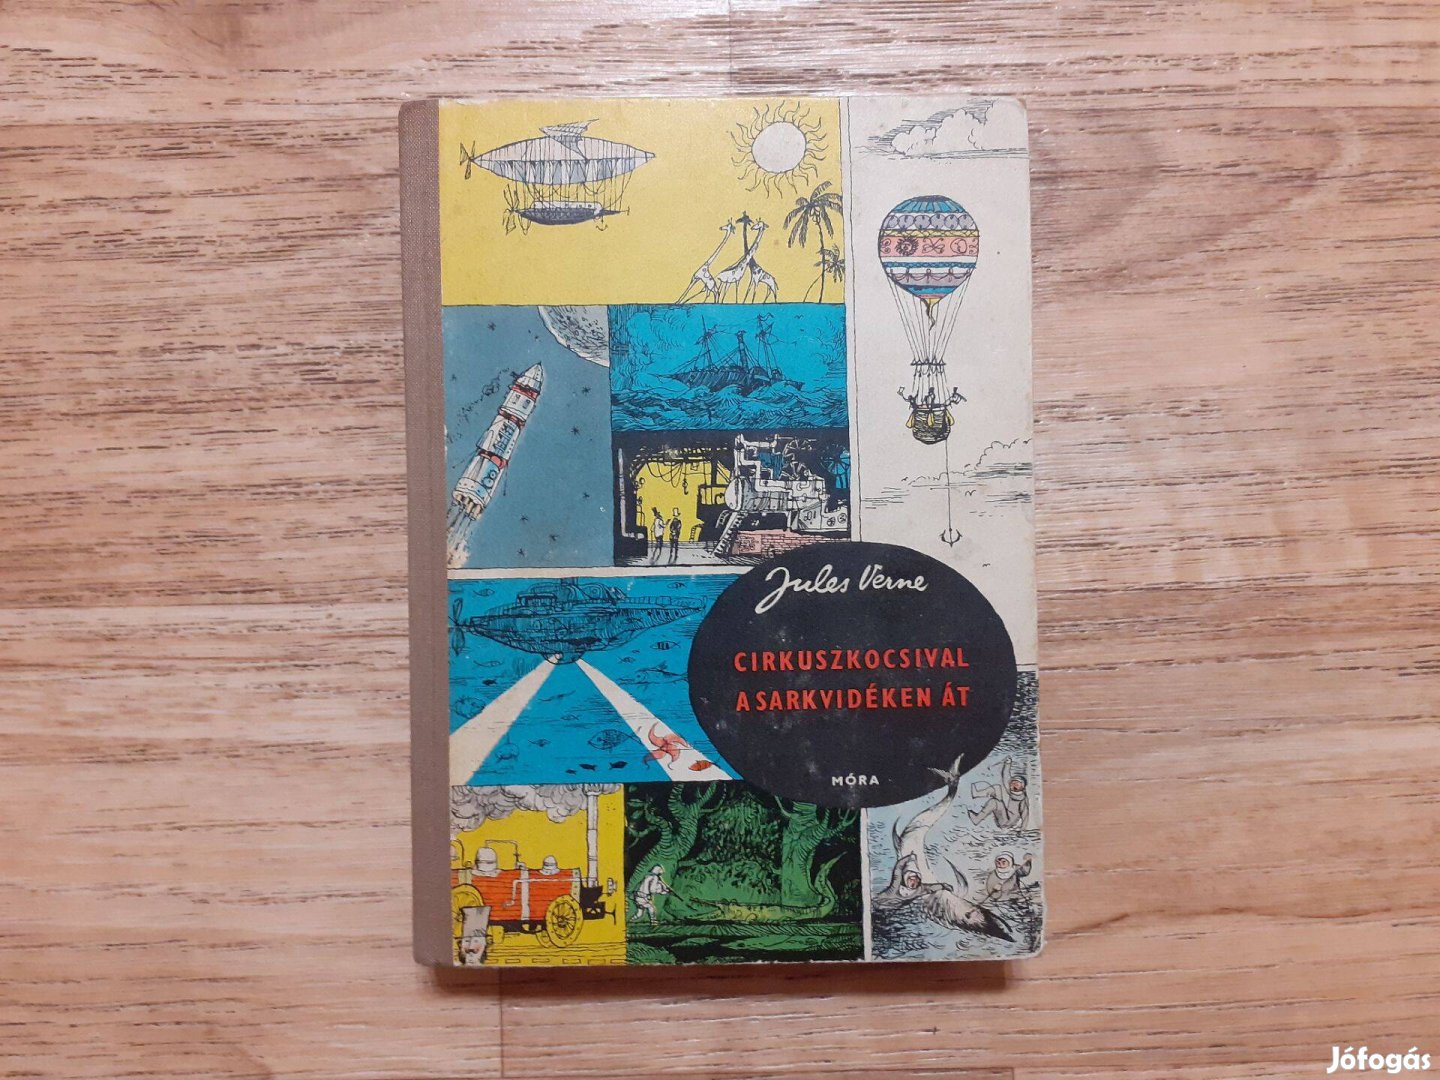 Jules Verne
CIRKUSZKOCSIVAL
A SARKVIDÉKEN ÁT
MÓRA
Jófogás